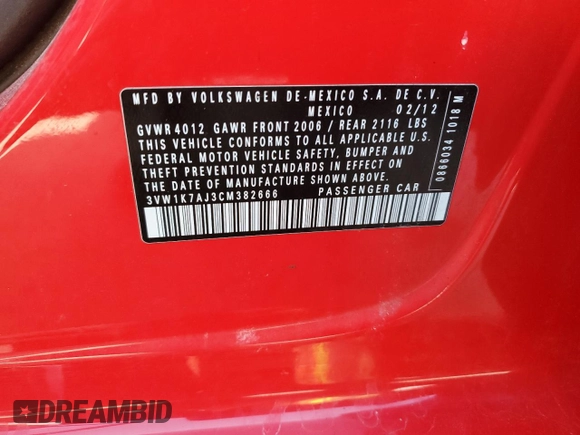 MFD BY VOLKSWAGEN DE-MEXICO S.A. DE C.V.
MEXICO 02/12
GVWR 4012 GAWR FRONT 2006 / REAR 2116 LBS
THIS VEHICLE CONFORMS TO ALL APPLICABLE U.S.
FEDERAL MOTOR VEHICLE SAFETY, BUMPER AND
THEFT PREVENTION STANDARDS IN EFFECT ON
THE DATE OF MANUFACTURE SHOWN ABOVE.
3VW1K7AJ3CM382666 PASSENGER CAR
0866034 1018 M
DREAMBID